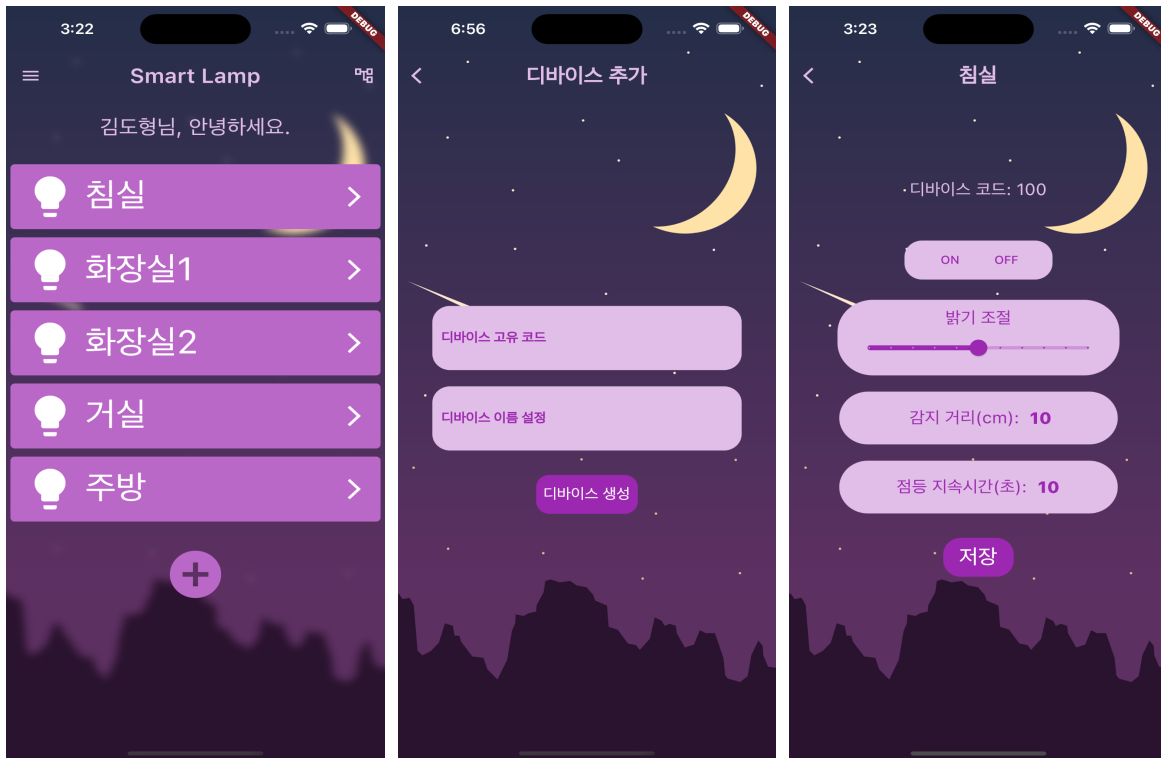 3:22
DEBUG
Smart Lamp
김도형님, 안녕하세요.
침실
화장실1
화장실2
거실
주방
6:56
DEBUG
디바이스 추가
디바이스 고유 코드
디바이스 이름 설정
디바이스 생성
3:23
DEBUG
침실
디바이스 코드: 100
ON OFF
밝기 조절
감지 거리(cm): 10
점등 지속시간(초): 10
저장